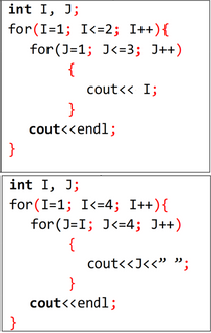 int I, J;
for(I=1; I<=2; I++){
for(J=1; J<=3; J++)
{
cout<< I;
}
cout<<endl;
}
int I, J;
for(I=1; I<=4; I++){
for(J=I; J<=4; J++)
{
cout<<J<<” ”;
}
cout<<endl;
}